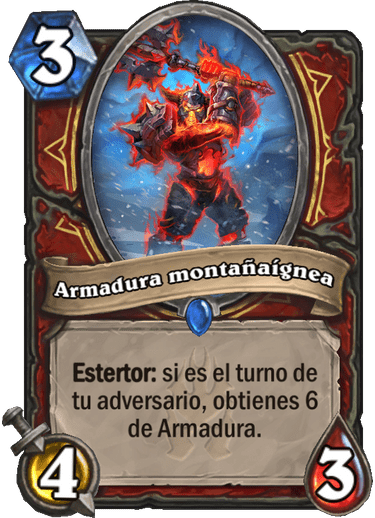 3
Armadura montañaígnea
Estertor: si es el turno de
tu adversario, obtienes 6
de Armadura.
4
3